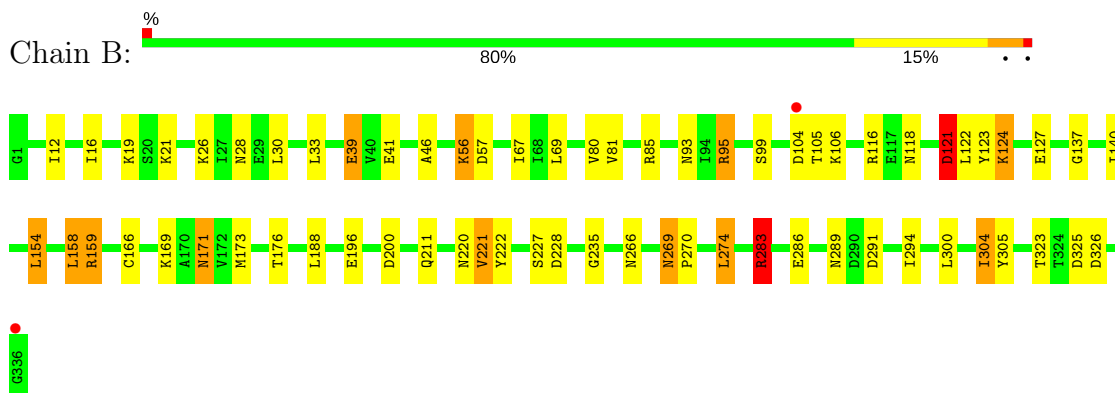 %
Chain B:
80% 15% • •
G1 I12 I16 K19 S20 K21 K26 I27 N28 E29 L30 L33 E39 V40 E41 A46 K56 D57 I67 I68 L69 V80 V81 R85 N93 I94 R95 S99 D104 T105 K106 R116 E117 N118 D121 L122 Y123 K124 E127 G137
L154 L158 R159 C166 K169 A170 N171 V172 M173 T176 L188 E196 D200 Q211 N220 V221 Y222 S227 D228 G235 N266 N269 P270 L274 R283 E286 N289 D290 D291 I294 L300 I304 Y305 T323 T324 D325 D326
G336